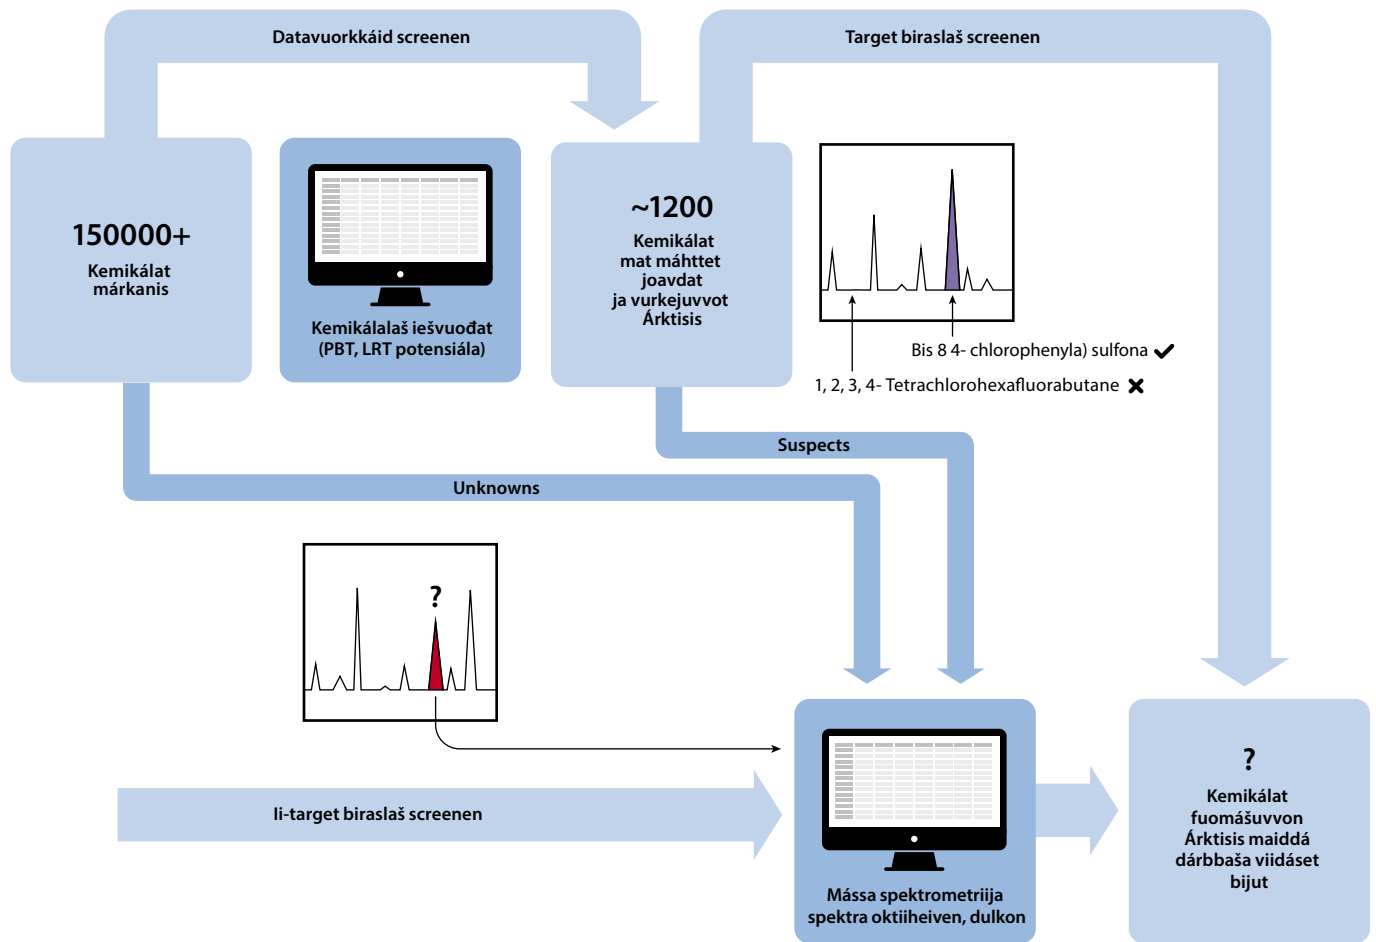 Datavuorkkáid screenen
Target biraslaš screenen
150000+
Kemikálat
márkanis
Kemikálalaš iešvuođat
(PBT, LRT potensiála)
~1200
Kemikálat
mat máhttet
joavdat
ja vurkejuvvot
Árktisis
Bis 8 4- chlorophenyla) sulfona ✔
1, 2, 3, 4- Tetrachlorohexafluorabutane ✖
Suspects
Unknowns
?
Ii-target biraslaš screenen
Mássa spektrometriija
spektra oktiiheiven, dulkon
?
Kemikálat
fuomášuvvon
Árktisis maiddá
dárbbaša viidáset
bijut